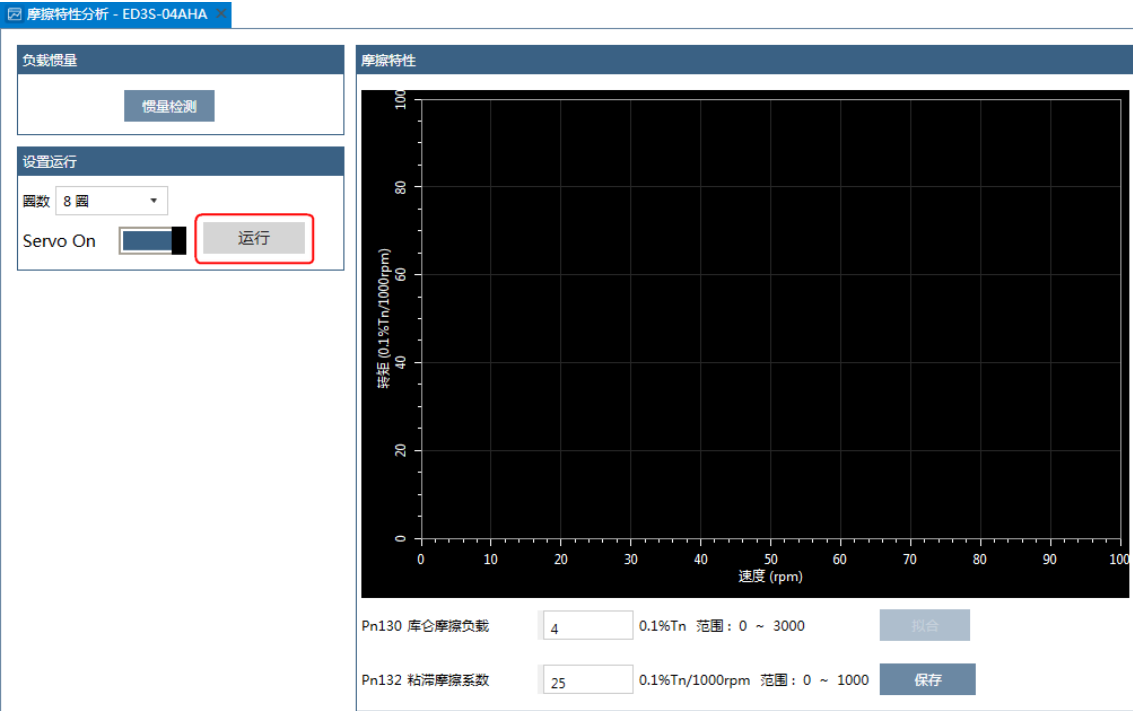 摩擦特性分析 - ED3S-04AHA
负载惯量
惯量检测
设置运行
圈数 8 圈
Servo On 运行
摩擦特性
100
80
60
40
20
0
转矩 (0.1%Tn/1000rpm)
0 10 20 30 40 50 60 70 80 90 100
速度 (rpm)
Pn130 库仑摩擦负载 4 0.1%Tn 范围：0 ~ 3000 拟合
Pn132 粘滞摩擦系数 25 0.1%Tn/1000rpm 范围：0 ~ 1000 保存